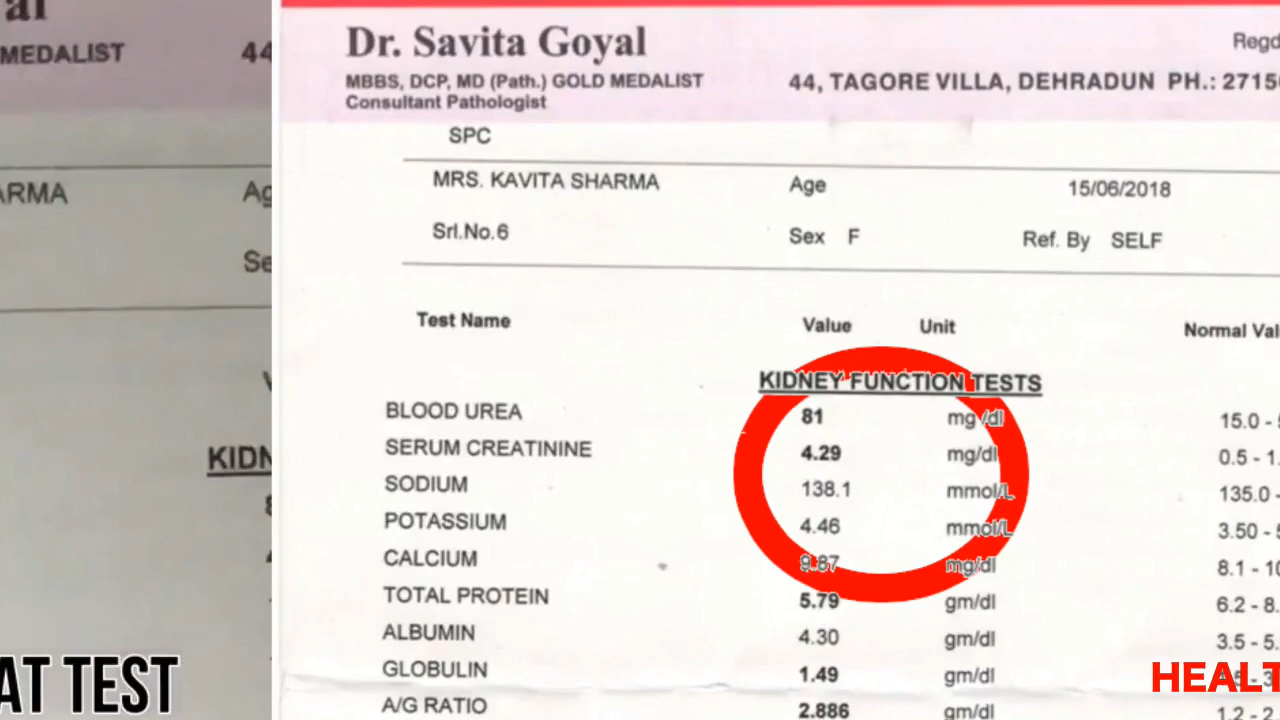 al
MEDALIST 44
ARMA Ag
Se
KIDN
AT TEST
Dr. Savita Goyal
Regd
MBBS, DCP, MD (Path.) GOLD MEDALIST
44, TAGORE VILLA, DEHRADUN PH.: 2715
Consultant Pathologist
SPC
MRS. KAVITA SHARMA Age 15/06/2018
Srl.No.6 Sex F Ref. By SELF
Test Name Value Unit Normal Val
KIDNEY FUNCTION TESTS
BLOOD UREA 81 mg/dl 15.0 -
SERUM CREATININE 4.29 mg/dl 0.5 - 1.
SODIUM 138.1 mmol/L 135.0 -
POTASSIUM 4.46 mmol/L 3.50 -
CALCIUM 9.87 mg/dl 8.1 - 10
TOTAL PROTEIN 5.79 gm/dl 6.2 - 8.
ALBUMIN 4.30 gm/dl 3.5 - 5.
GLOBULIN 1.49 gm/dl
HEALT
A/G RATIO 2.886 gm/dl 1.2 - 2